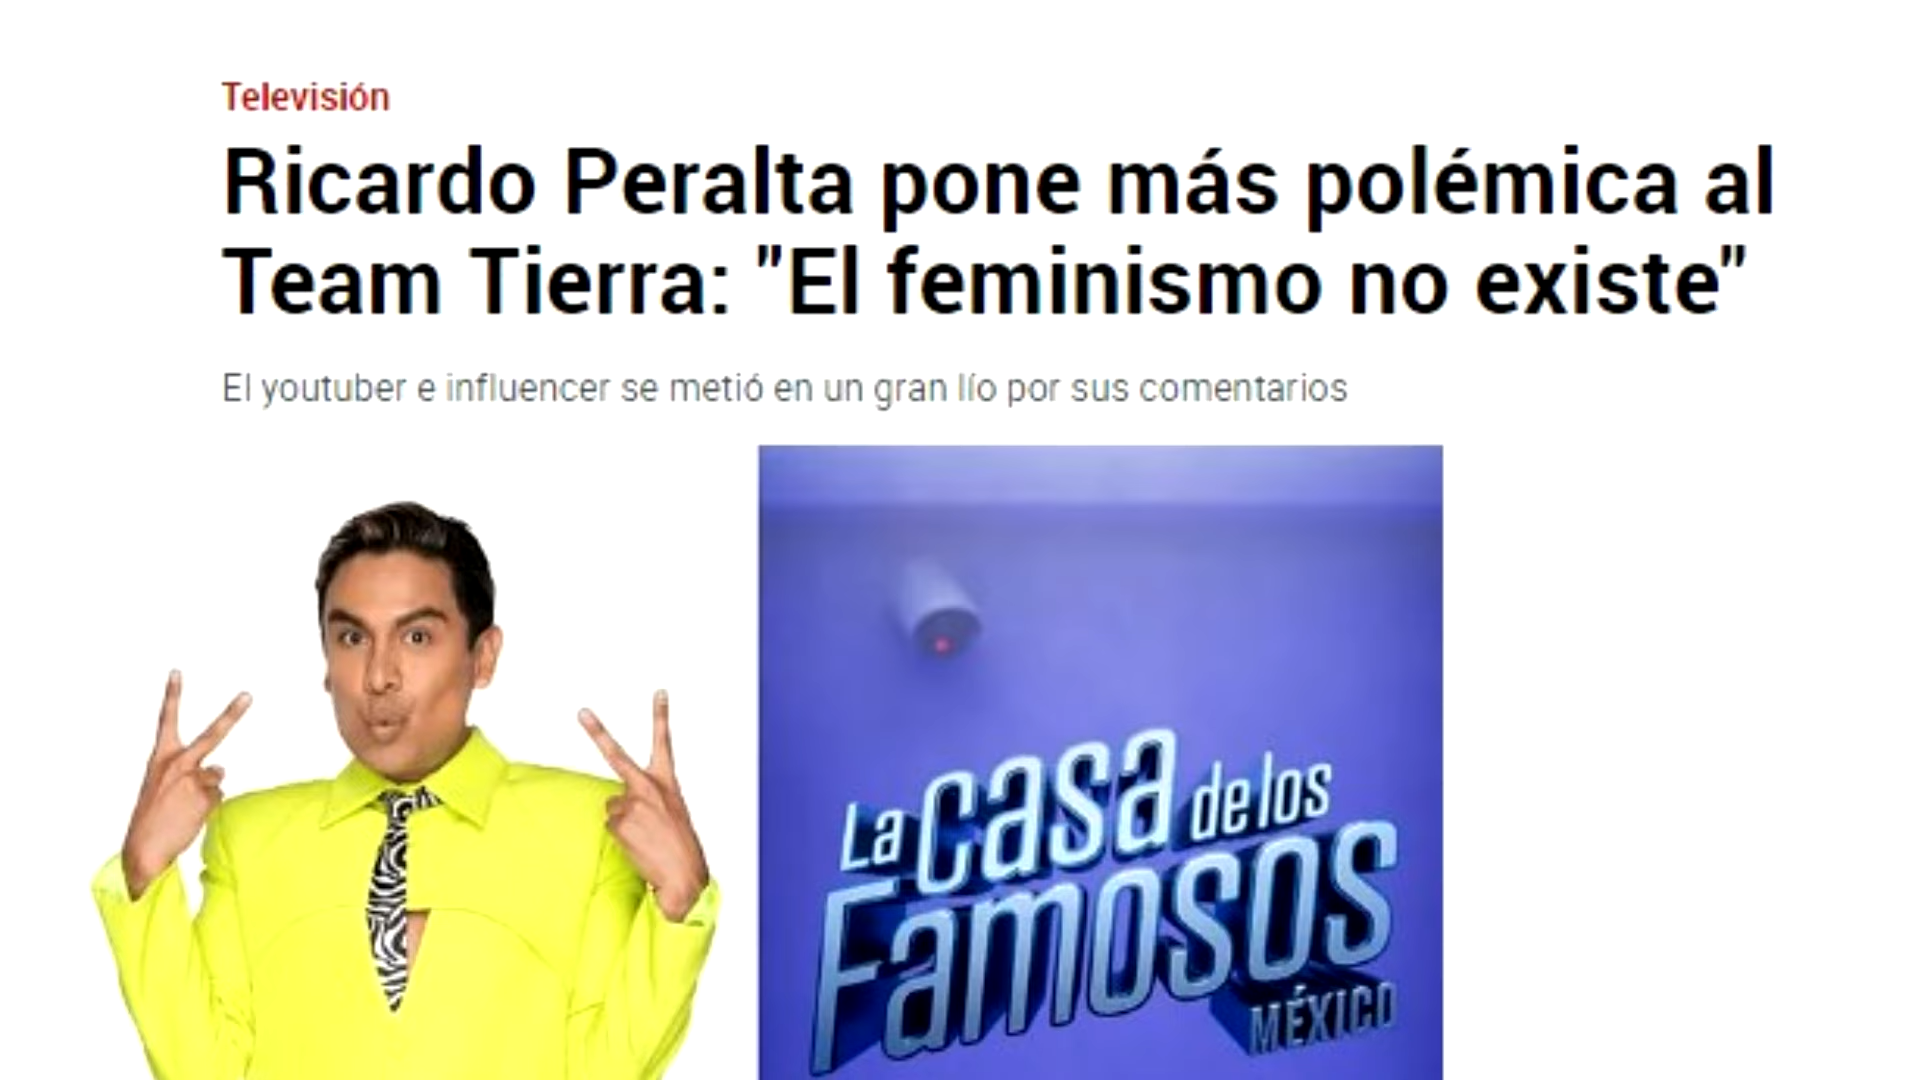 Televisión
Ricardo Peralta pone más polémica al
Team Tierra: "El feminismo no existe"
El youtuber e influencer se metió en un gran lío por sus comentarios
La casa de los
Famosos
MÉXICO